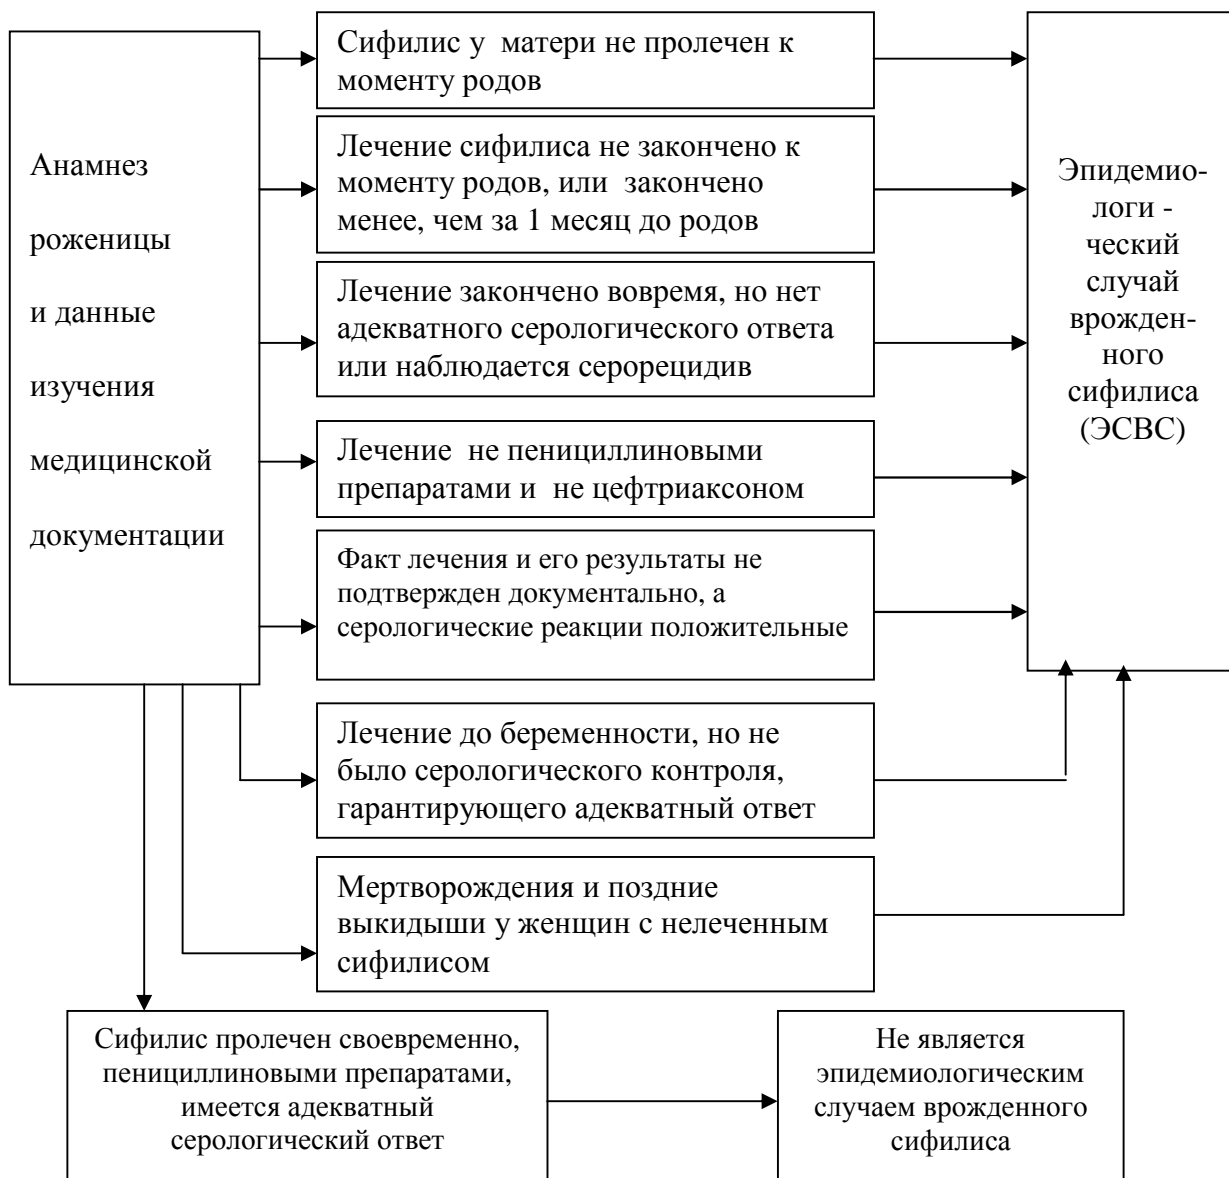 Анамнез
роженицы
и данные
изучения
медицинской
документации
Сифилис у матери не пролечен к
моменту родов
Лечение сифилиса не закончено к
моменту родов, или закончено
менее, чем за 1 месяц до родов
Лечение закончено вовремя, но нет
адекватного серологического ответа
или наблюдается серорецидив
Лечение не пенициллиновыми
препаратами и не цефтриаксоном
Факт лечения и его результаты не
подтвержден документально, а
серологические реакции положительные
Лечение до беременности, но не
было серологического контроля,
гарантирующего адекватный ответ
Мертворождения и поздние
выкидыши у женщин с нелеченным
сифилисом
Эпидемио-
логи -
ческий
случай
врожден-
ного
сифилиса
(ЭСВС)
Сифилис пролечен своевременно,
пенициллиновыми препаратами,
имеется адекватный
серологический ответ
Не является
эпидемиологическим
случаем врожденного
сифилиса